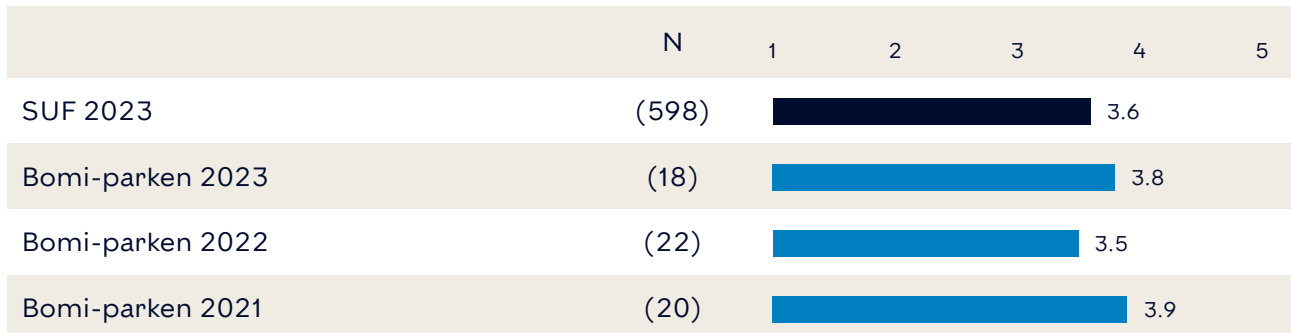 N 1 2 3 4 5
SUF 2023 (598) 3.6
Bomi-parken 2023 (18) 3.8
Bomi-parken 2022 (22) 3.5
Bomi-parken 2021 (20) 3.9